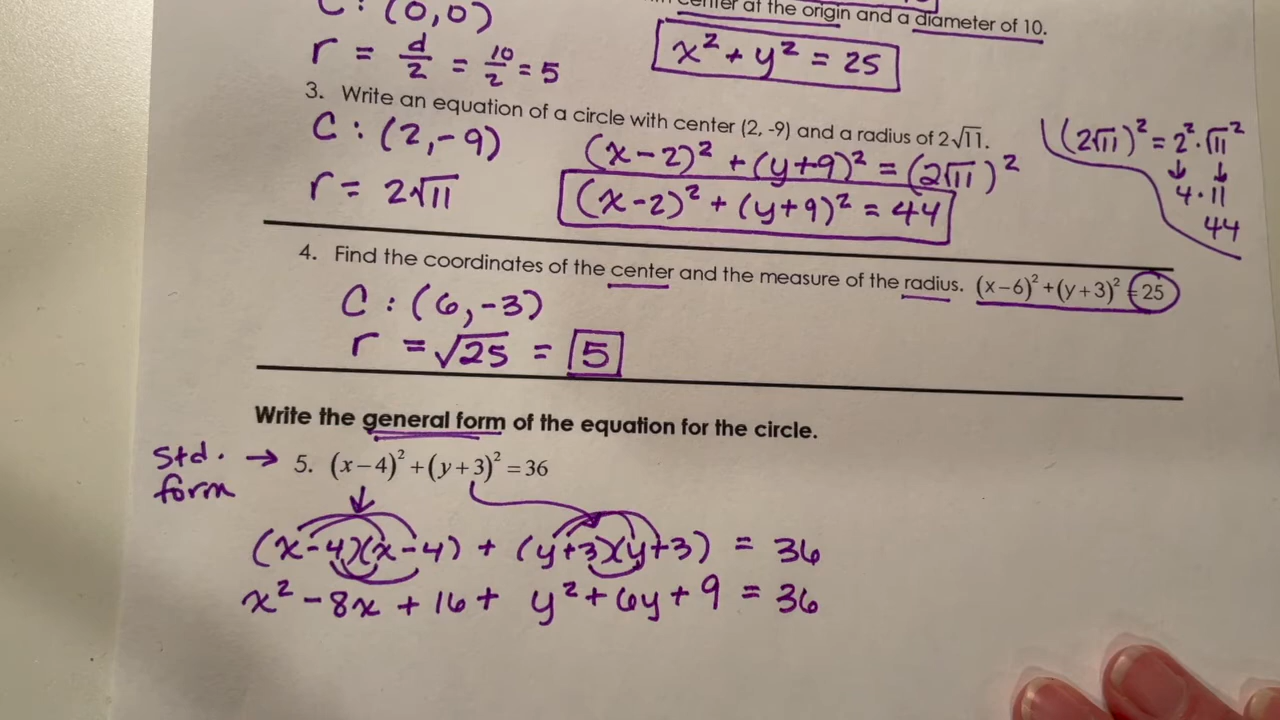 C : (0,0)
center at the origin and a diameter of 10.
r = d/2 = 10/2 = 5
x² + y² = 25
3. Write an equation of a circle with center (2, -9) and a radius of 2√11.
C : (2,-9)
(x-2)² + (y+9)² = (2√11)²
(2√11)² = 2² · √11²
r = 2√11
(x-2)² + (y+9)² = 44
4 · 11
44
4. Find the coordinates of the center and the measure of the radius. (x-6)² + (y+3)² = 25
C : (6,-3)
r = √25 = 5
Write the general form of the equation for the circle.
Std. → 5. (x-4)² + (y+3)² = 36
form
(x-4)(x-4) + (y+3)(y+3) = 36
x² - 8x + 16 + y² + 6y + 9 = 36